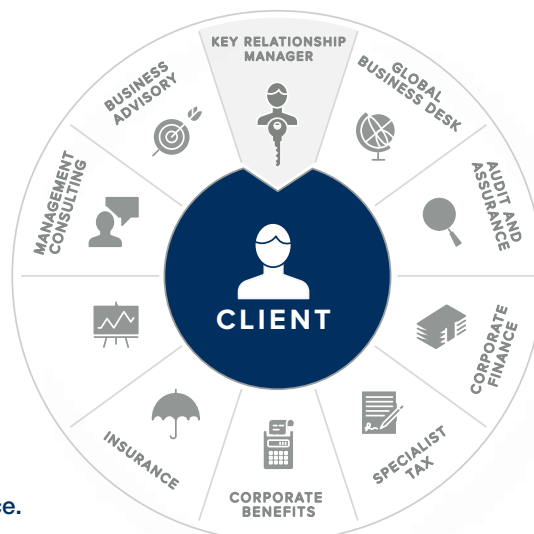 KEY RELATIONSHIP
MANAGER
GLOBAL
BUSINESS DESK
AUDIT AND
ASSURANCE
CORPORATE
FINANCE
SPECIALIST
TAX
CORPORATE
BENEFITS
INSURANCE
MANAGEMENT
CONSULTING
BUSINESS
ADVISORY
CLIENT